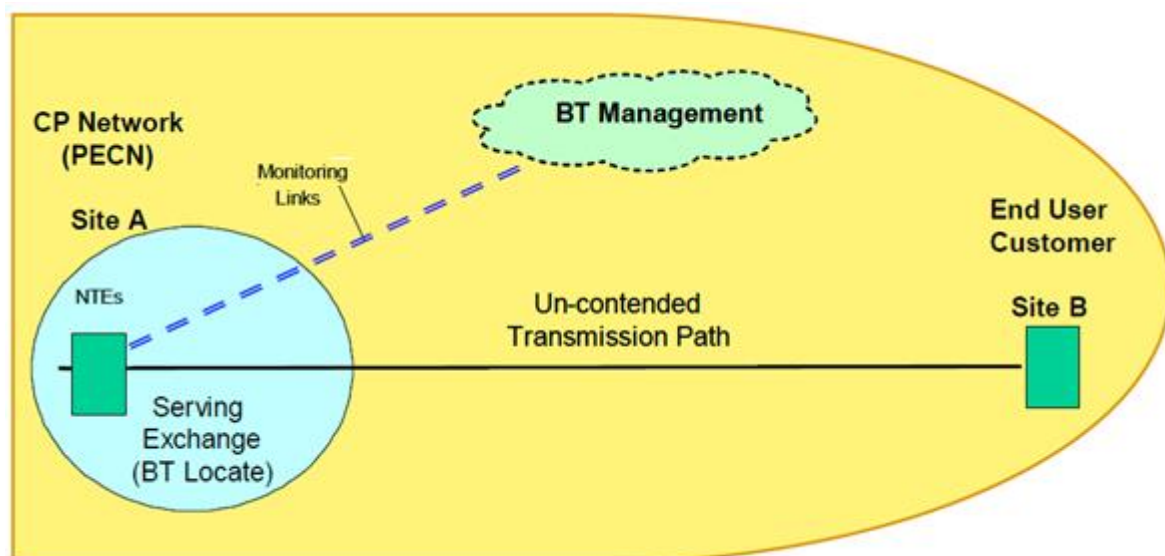 CP Network
(PECN)
BT Management
Monitoring
Links
Site A
End User
Customer
NTEs
Un-contended
Transmission Path
Site B
Serving
Exchange
(BT Locate)